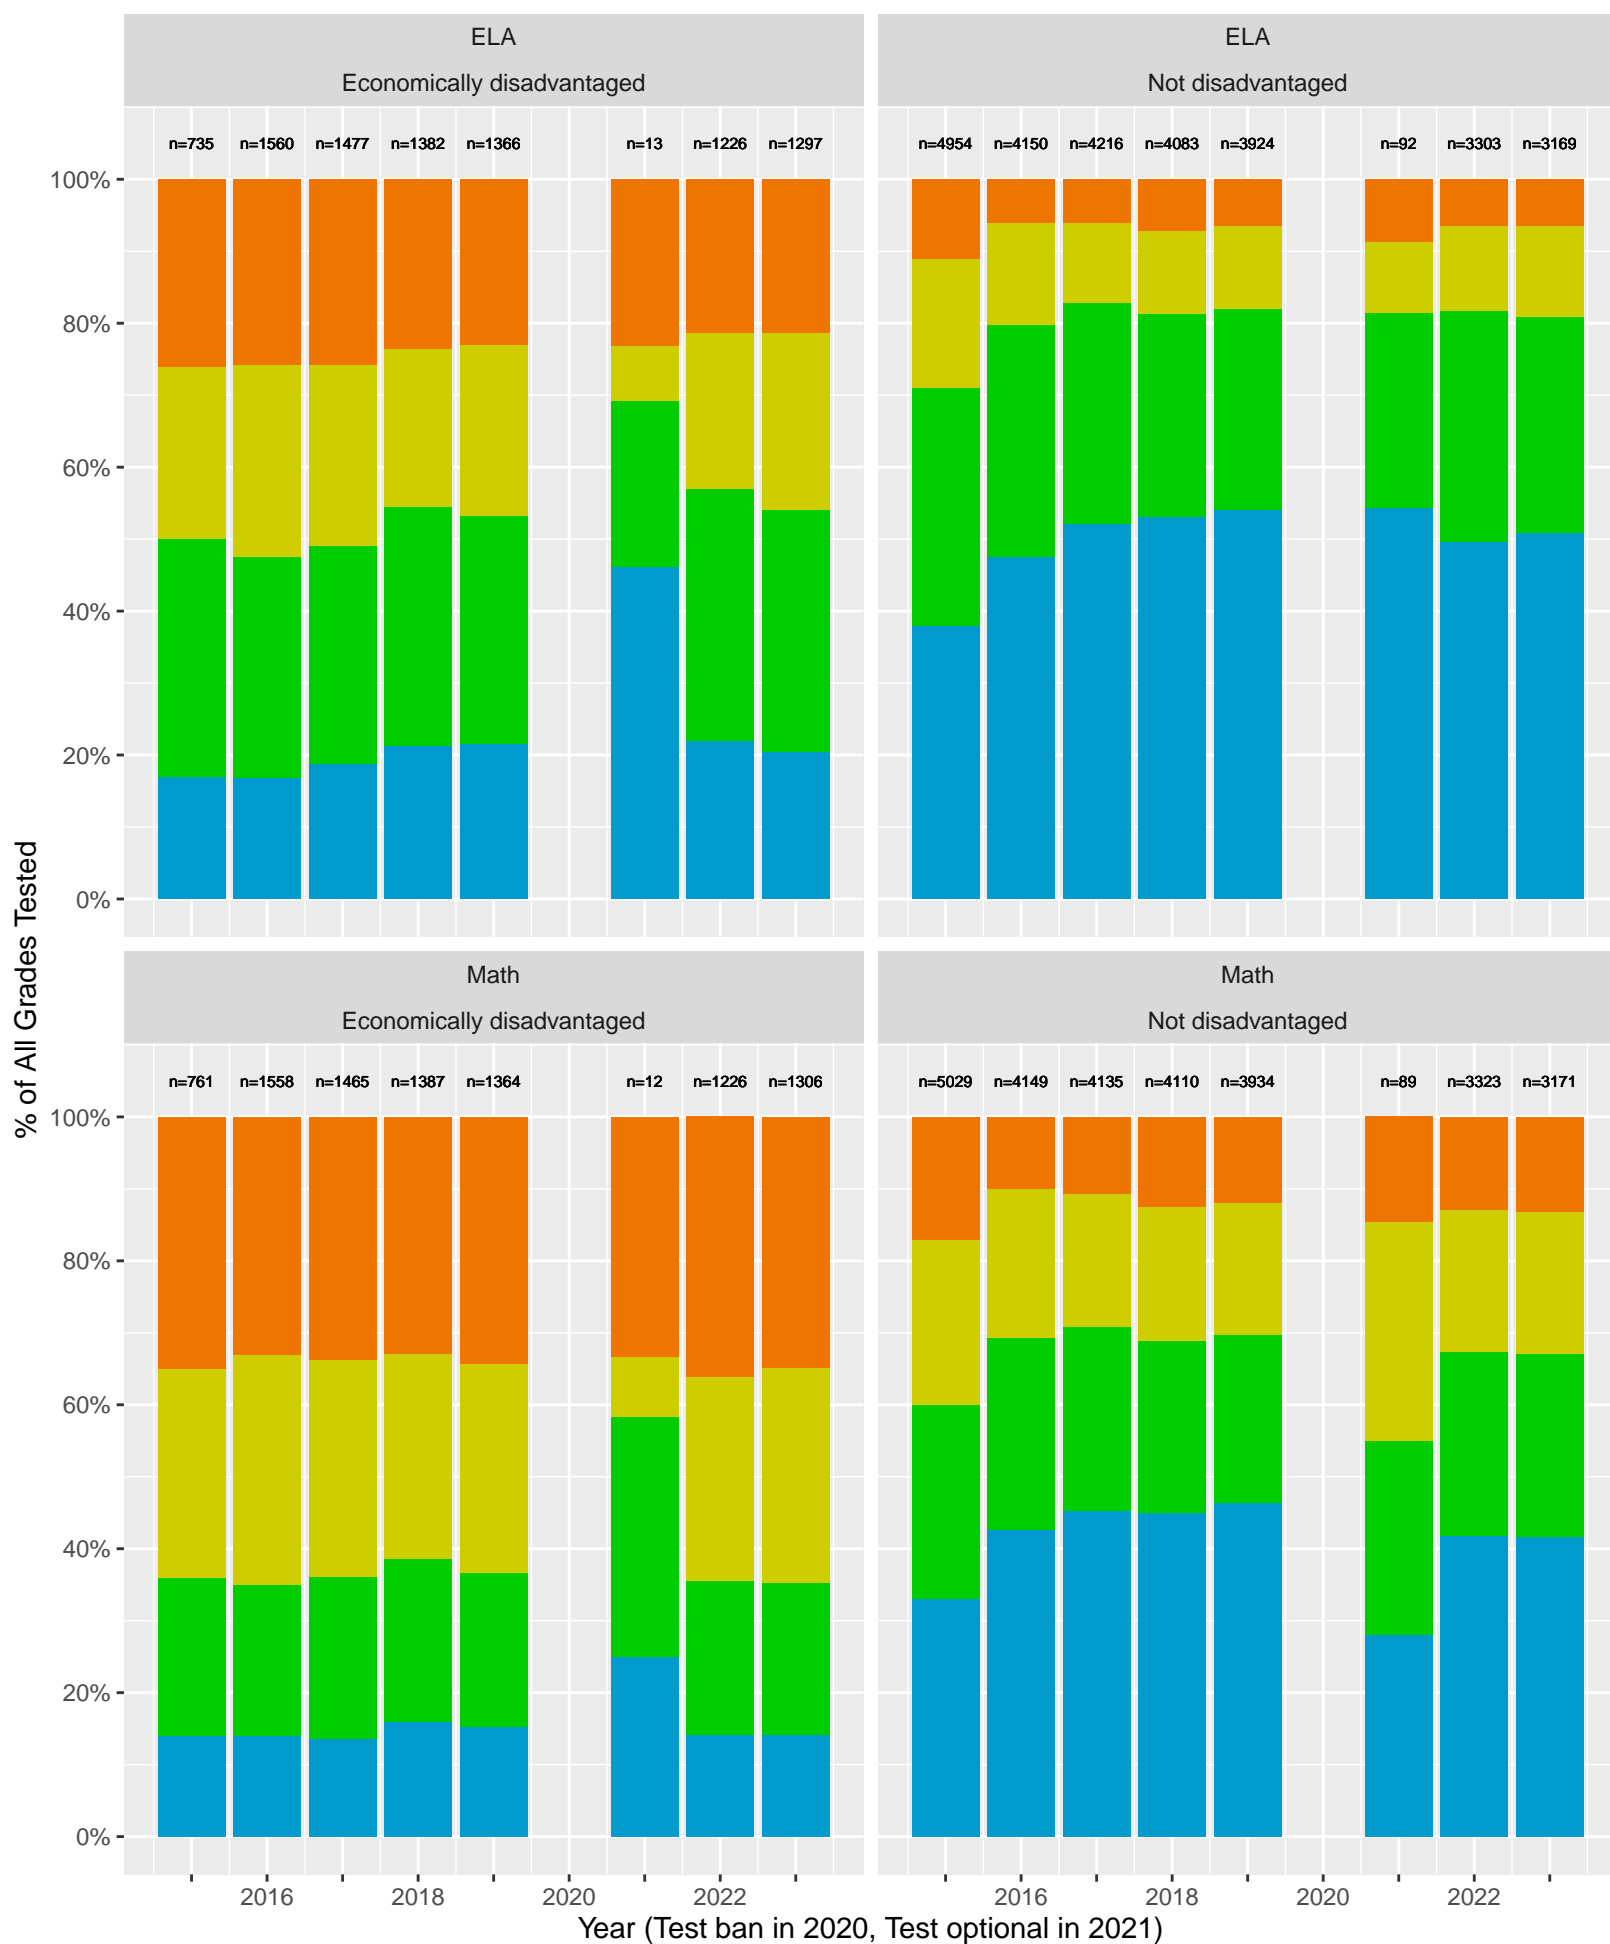 ELA
Economically disadvantaged
ELA
Not disadvantaged
n=735 n=1560 n=1477 n=1382 n=1366 n=13 n=1226 n=1297
n=4954 n=4150 n=4216 n=4083 n=3924 n=92 n=3303 n=3169
100%
80%
60%
40%
20%
0%
% of All Grades Tested
Math
Economically disadvantaged
Math
Not disadvantaged
n=761 n=1558 n=1465 n=1387 n=1364 n=12 n=1226 n=1306
n=5029 n=4149 n=4135 n=4110 n=3934 n=89 n=3323 n=3171
100%
80%
60%
40%
20%
0%
2016 2018 2020 2022
2016 2018 2020 2022
Year (Test ban in 2020, Test optional in 2021)